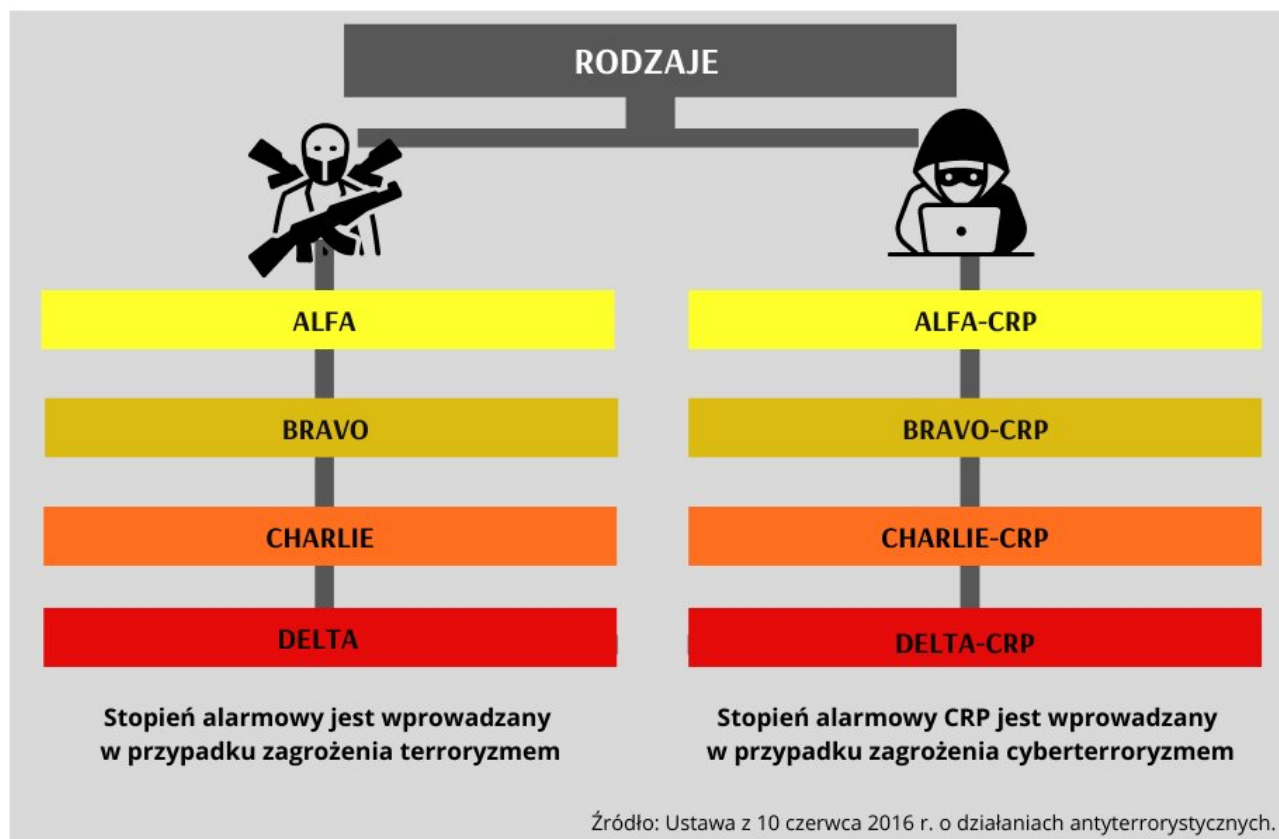 RODZAJE
ALFA
BRAVO
CHARLIE
DELTA
Stopień alarmowy jest wprowadzany
w przypadku zagrożenia terroryzmem
ALFA-CRP
BRAVO-CRP
CHARLIE-CRP
DELTA-CRP
Stopień alarmowy CRP jest wprowadzany
w przypadku zagrożenia cyberterroryzmem
Źródło: Ustawa z 10 czerwca 2016 r. o działaniach antyterrorystycznych.